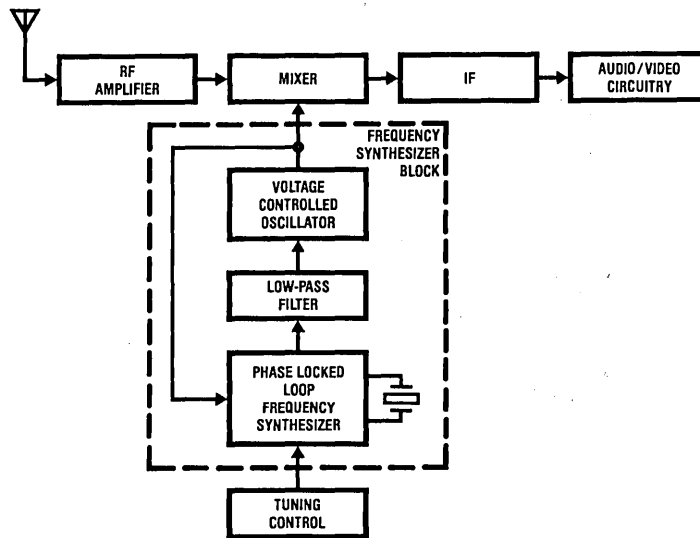 RF
AMPLIFIER
MIXER
IF
AUDIO/VIDEO
CIRCUITRY
FREQUENCY
SYNTHESIZER
BLOCK
VOLTAGE
CONTROLLED
OSCILLATOR
LOW-PASS
FILTER
PHASE LOCKED
LOOP
FREQUENCY
SYNTHESIZER
TUNING
CONTROL